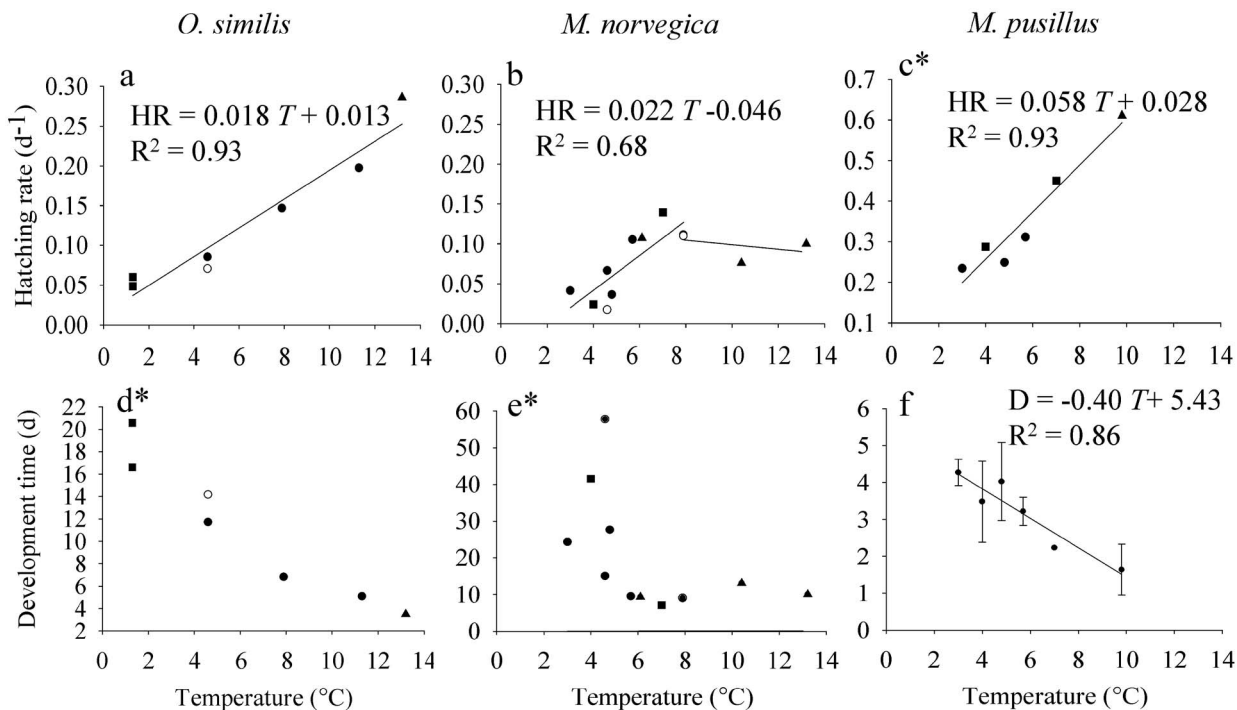 O. similis
M. norvegica
M. pusillus
a
HR = 0.018 T + 0.013
R² = 0.93
Hatching rate (d⁻¹)
0.30
0.25
0.20
0.15
0.10
0.05
0.00
0 2 4 6 8 10 12 14
b
HR = 0.022 T -0.046
R² = 0.68
0.30
0.25
0.20
0.15
0.10
0.05
0.00
0 2 4 6 8 10 12 14
c*
HR = 0.058 T + 0.028
R² = 0.93
0.7
0.6
0.5
0.4
0.3
0.2
0.1
0 2 4 6 8 10 12 14
d*
Development time (d)
22
20
18
16
14
12
10
8
6
4
2
0 2 4 6 8 10 12 14
Temperature (°C)
e*
60
50
40
30
20
10
0
0 2 4 6 8 10 12 14
Temperature (°C)
f
D = -0.40 T+ 5.43
R² = 0.86
6
5
4
3
2
1
0
0 2 4 6 8 10 12 14
Temperature (°C)